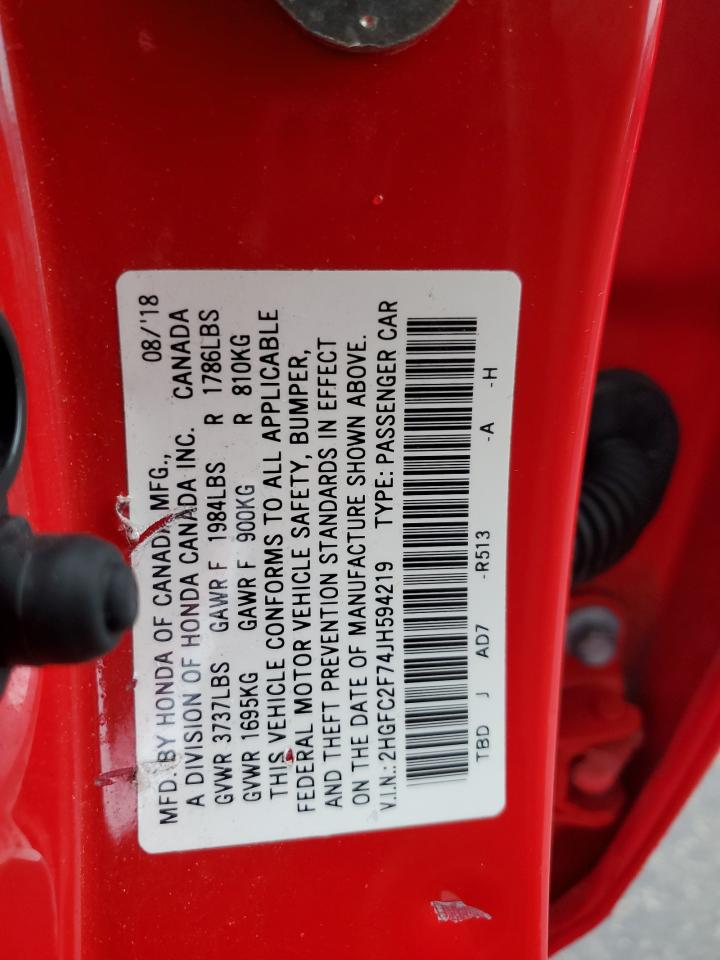 MFD. BY HONDA OF CANADA MFG., 08/'18
A DIVISION OF HONDA CANADA INC. CANADA
GVWR 3737LBS GAWR F 1984LBS R 1786LBS
GVWR 1695KG GAWR F 900KG R 810KG
THIS VEHICLE CONFORMS TO ALL APPLICABLE
FEDERAL MOTOR VEHICLE SAFETY, BUMPER,
AND THEFT PREVENTION STANDARDS IN EFFECT
ON THE DATE OF MANUFACTURE SHOWN ABOVE.
V.I.N.: 2HGFC2F74JH594219 TYPE: PASSENGER CAR
TBD J AD7 -R513 -A -H